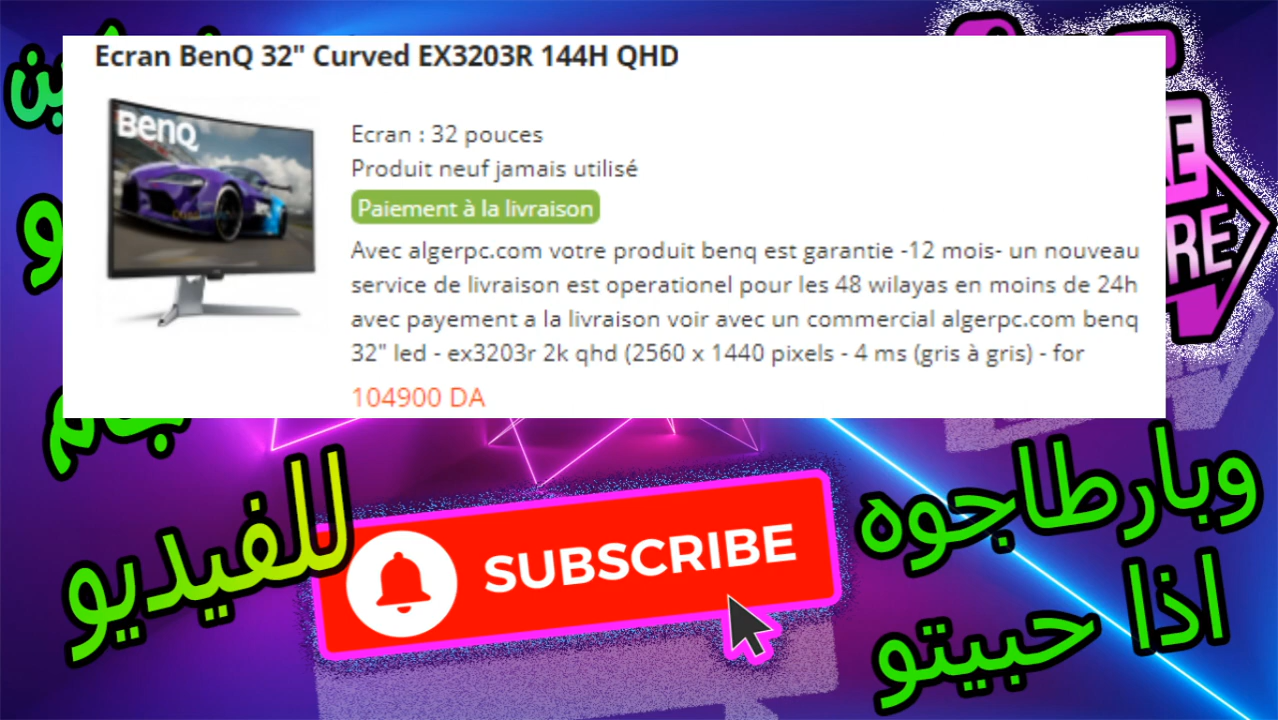 Ecran BenQ 32" Curved EX3203R 144H QHD
BenQ
Ecran : 32 pouces
Produit neuf jamais utilisé
Paiement à la livraison
Avec algerpc.com votre produit benq est garantie -12 mois- un nouveau
service de livraison est operationel pour les 48 wilayas en moins de 24h
avec payement a la livraison voir avec un commercial algerpc.com benq
32" led - ex3203r 2k qhd (2560 x 1440 pixels - 4 ms (gris à gris) - for
104900 DA
للفيديو
SUBSCRIBE
وبارطاجوه
اذا حبيتو